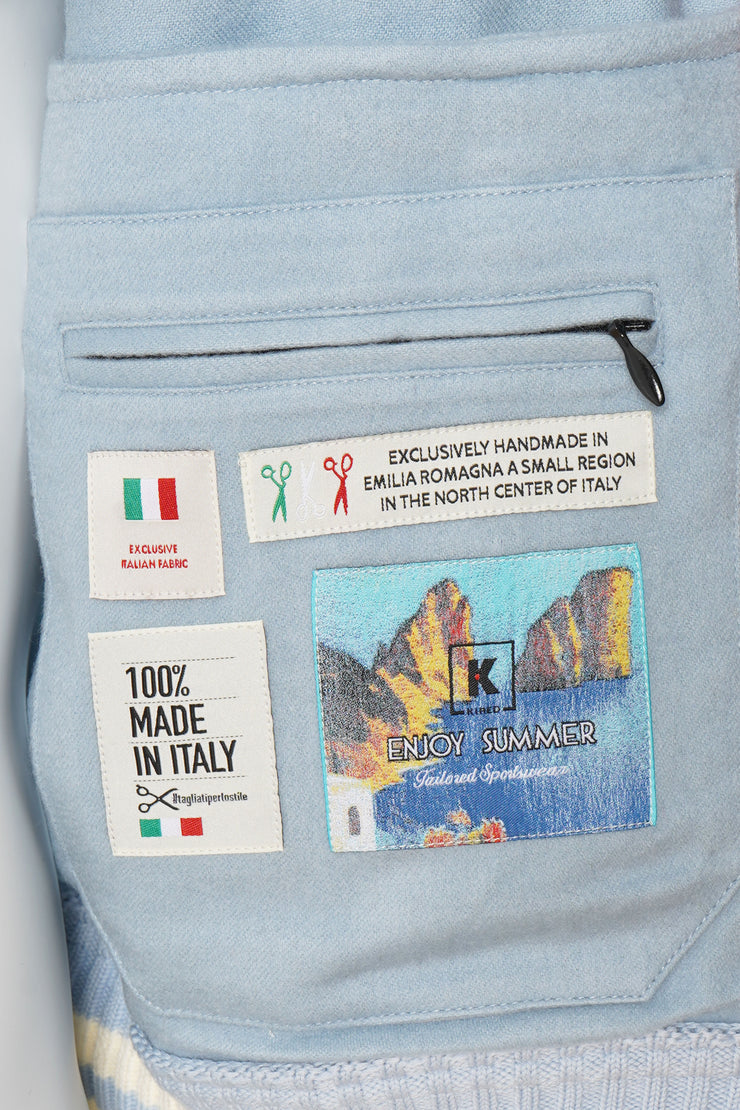 EXCLUSIVELY HANDMADE IN
EMILIA ROMAGNA A SMALL REGION
IN THE NORTH CENTER OF ITALY
EXCLUSIVE
ITALIAN FABRIC
100%
MADE
IN ITALY
#tagliatiperlostile
K
KIRED
ENJOY SUMMER
Tailored Sportswear